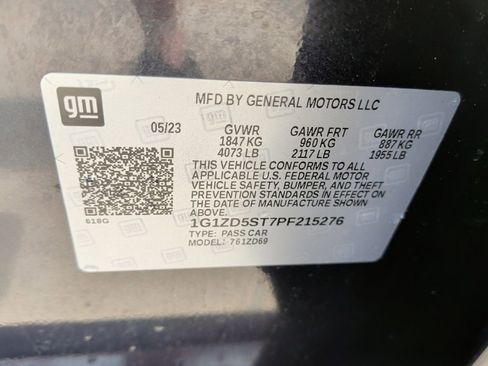 gm
MFD BY GENERAL MOTORS LLC
05/23 GVWR GAWR FRT GAWR RR
1847 KG 960 KG 887 KG
4073 LB 2117 LB 1955 LB
THIS VEHICLE CONFORMS TO ALL
APPLICABLE U.S. FEDERAL MOTOR
VEHICLE SAFETY, BUMPER, AND THEFT
PREVENTION STANDARDS IN EFFECT
ON THE DATE OF MANUFACTURE SHOWN
ABOVE.
818G
1G1ZD5ST7PF215276
TYPE: PASS CAR
MODEL: 761ZD69